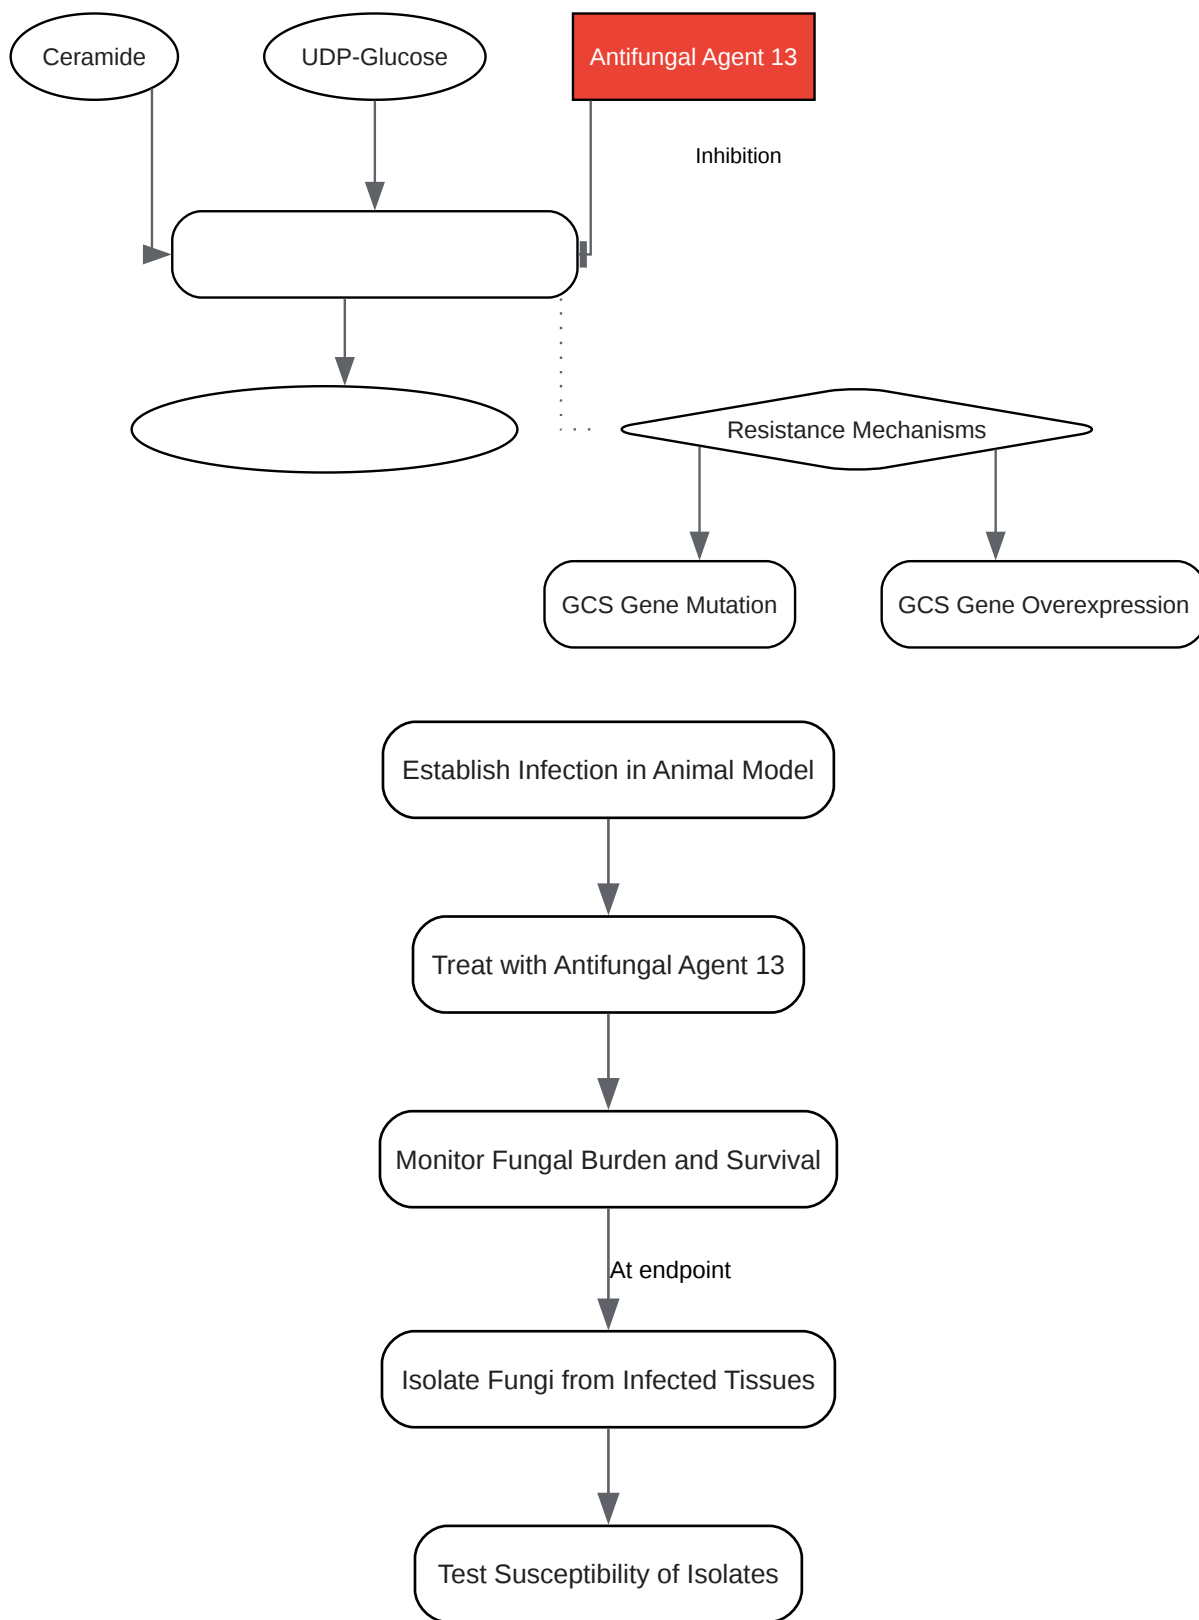 Ceramide
UDP-Glucose
Antifungal Agent 13
Inhibition
Resistance Mechanisms
GCS Gene Mutation
GCS Gene Overexpression
Establish Infection in Animal Model
Treat with Antifungal Agent 13
Monitor Fungal Burden and Survival
At endpoint
Isolate Fungi from Infected Tissues
Test Susceptibility of Isolates